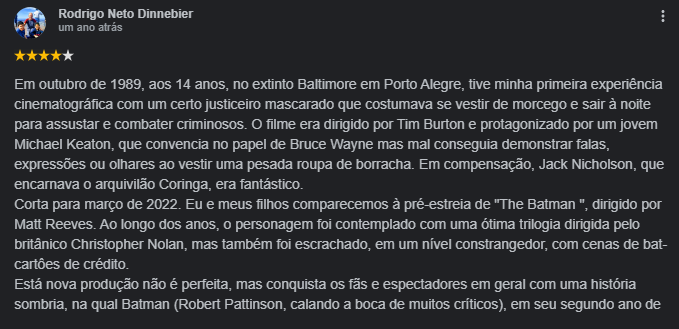 Rodrigo Neto Dinnebier
um ano atrás
Em outubro de 1989, aos 14 anos, no extinto Baltimore em Porto Alegre, tive minha primeira experiência
cinematográfica com um certo justiceiro mascarado que costumava se vestir de morcego e sair à noite
para assustar e combater criminosos. O filme era dirigido por Tim Burton e protagonizado por um jovem
Michael Keaton, que convencia no papel de Bruce Wayne mas mal conseguia demonstrar falas,
expressões ou olhares ao vestir uma pesada roupa de borracha. Em compensação, Jack Nicholson, que
encarnava o arquivilão Coringa, era fantástico.
Corta para março de 2022. Eu e meus filhos comparecemos à pré-estreia de "The Batman ", dirigido por
Matt Reeves. Ao longo dos anos, o personagem foi contemplado com uma ótima trilogia dirigida pelo
britânico Christopher Nolan, mas também foi escrachado, em um nível constrangedor, com cenas de bat-
cartões de crédito.
Está nova produção não é perfeita, mas conquista os fãs e espectadores em geral com uma história
sombria, na qual Batman (Robert Pattinson, calando a boca de muitos críticos), em seu segundo ano de